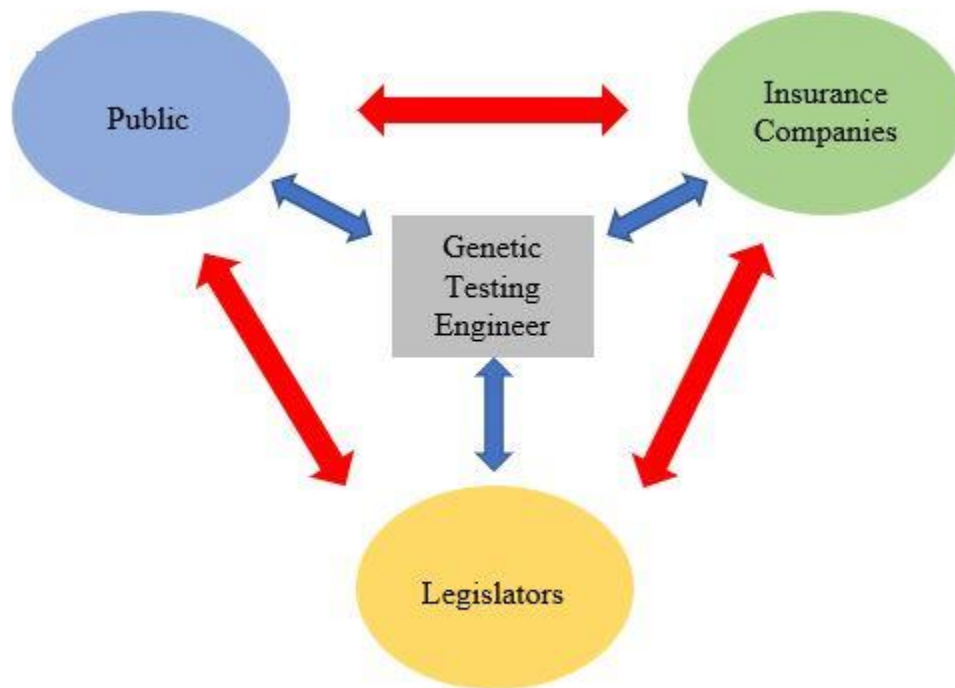 Public
Insurance
Companies
Genetic
Testing
Engineer
Legislators